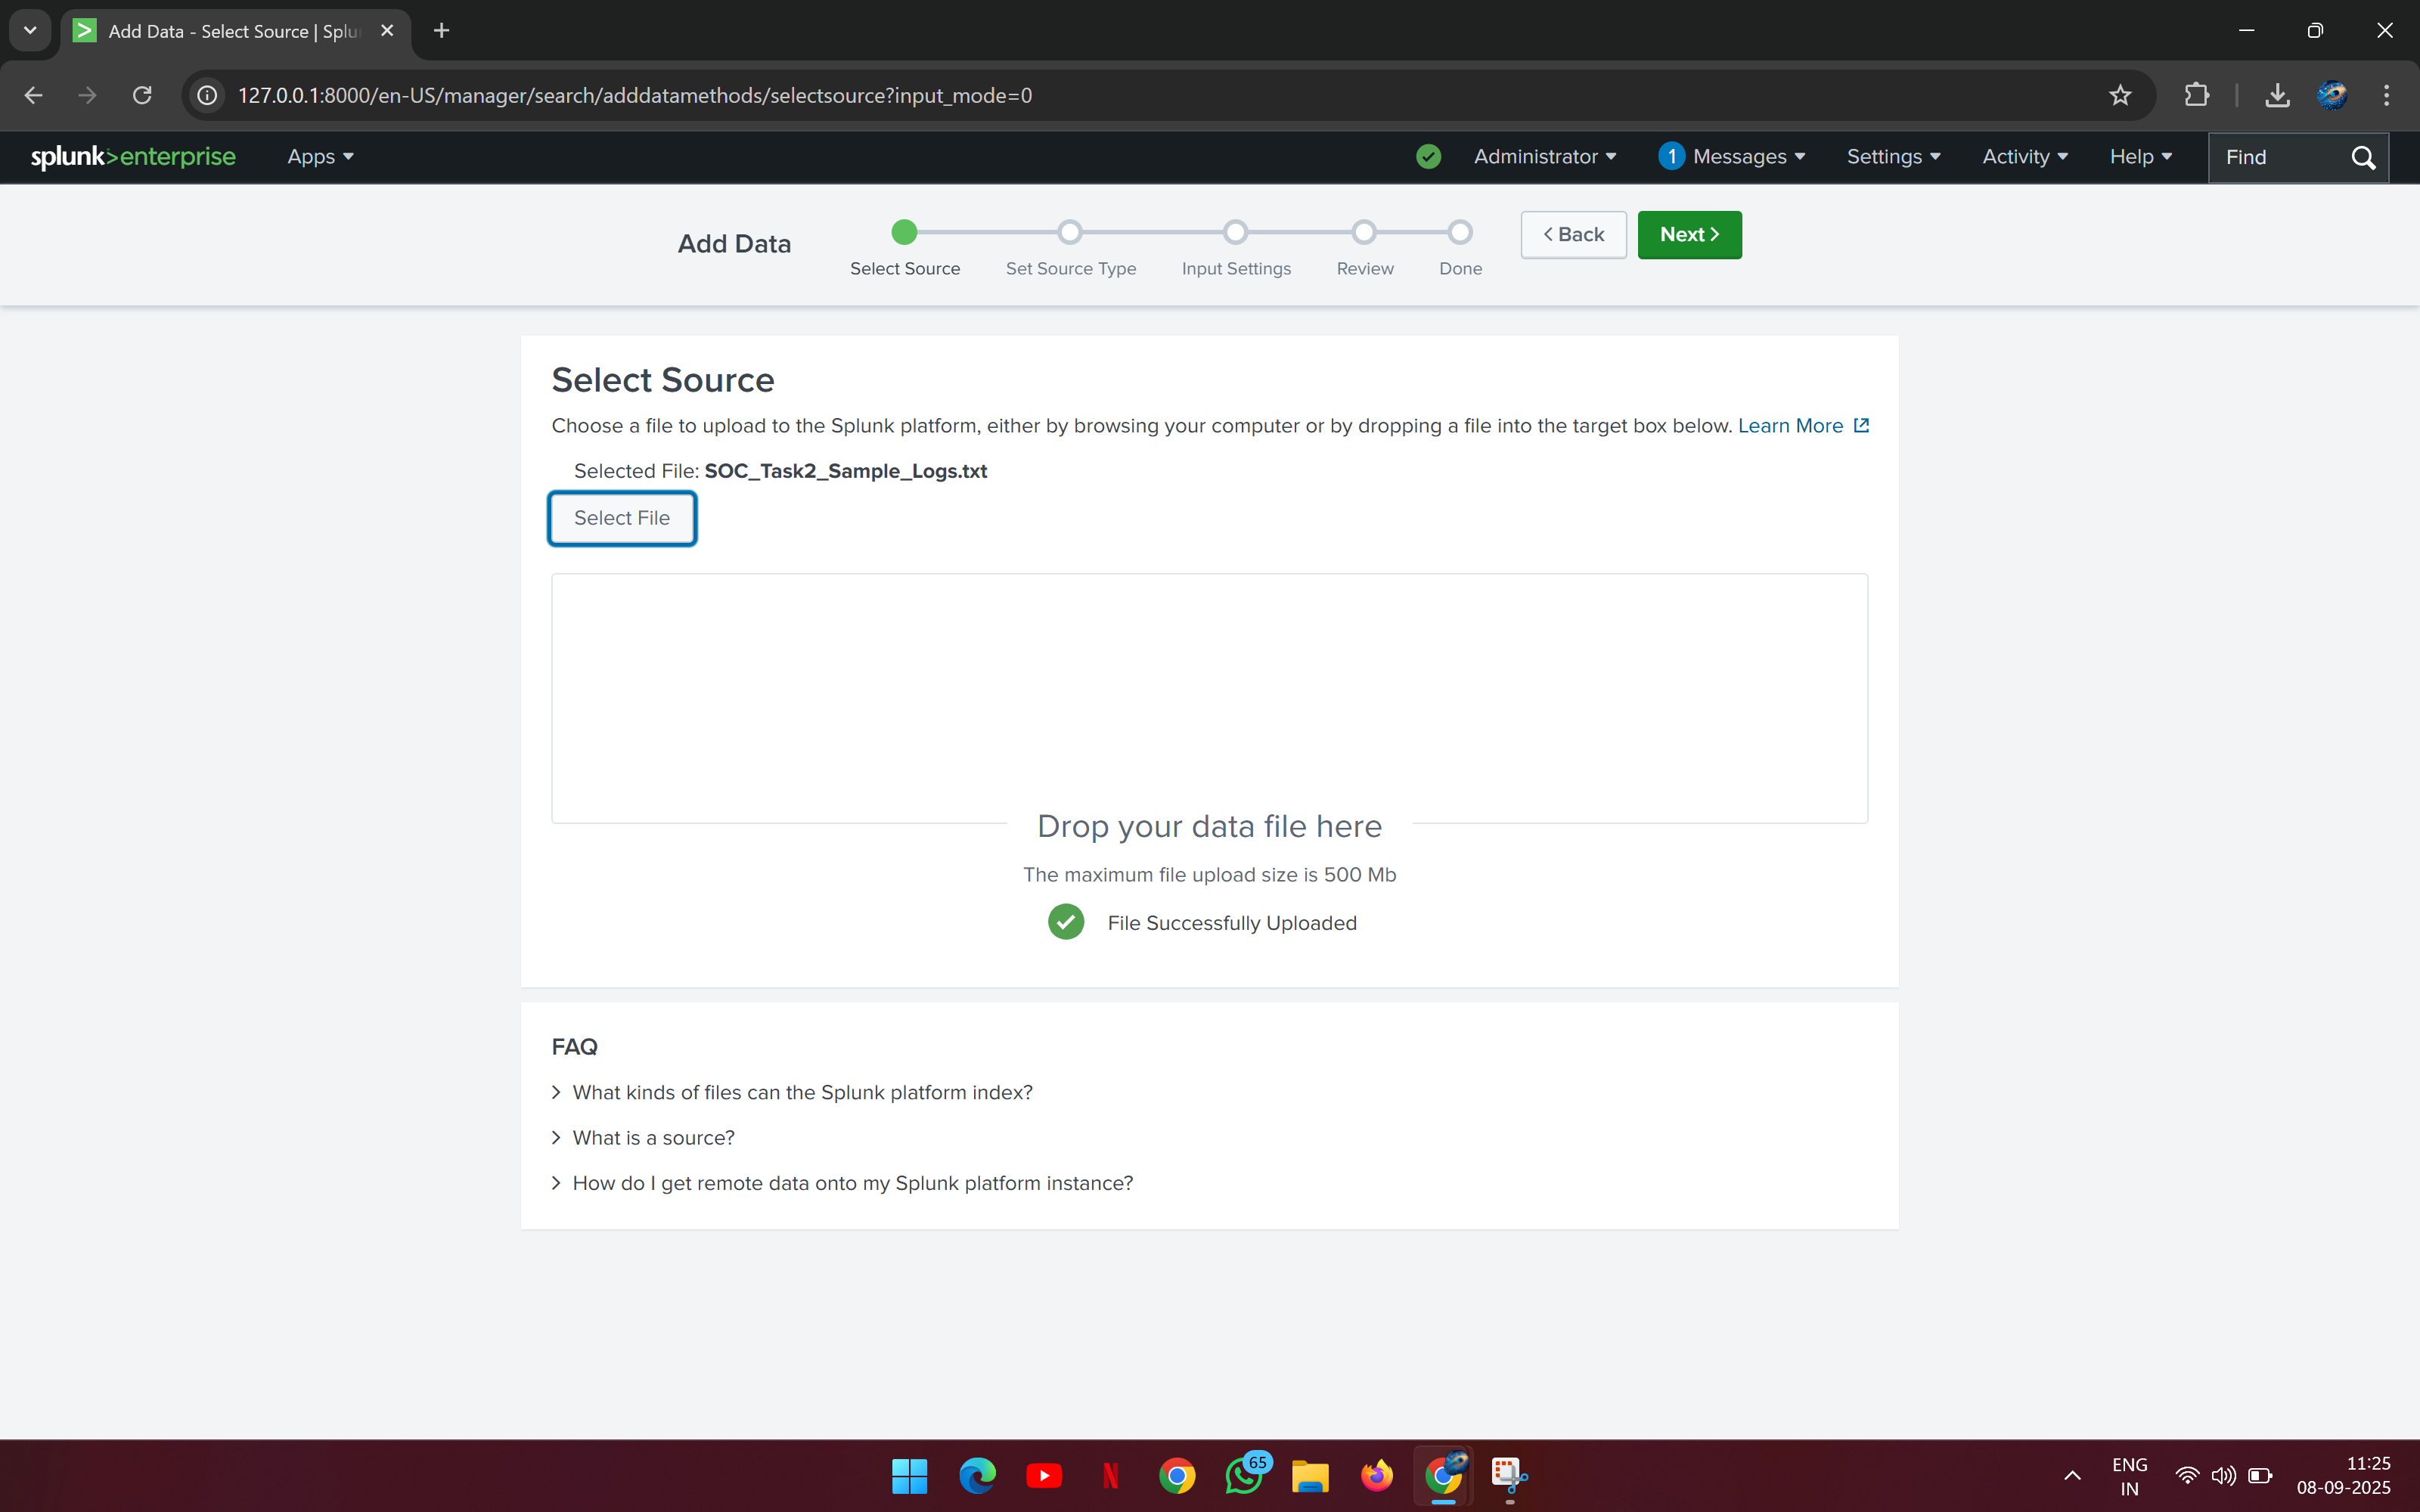 Add Data - Select Source | Splu
127.0.0.1:8000/en-US/manager/search/adddatamethods/selectsource?input_mode=0
splunk>enterprise Apps Administrator 1 Messages Settings Activity Help Find
Add Data
Select Source Set Source Type Input Settings Review Done
< Back Next >
Select Source
Choose a file to upload to the Splunk platform, either by browsing your computer or by dropping a file into the target box below. Learn More
Selected File: SOC_Task2_Sample_Logs.txt
Select File
Drop your data file here
The maximum file upload size is 500 Mb
File Successfully Uploaded
FAQ
> What kinds of files can the Splunk platform index?
> What is a source?
> How do I get remote data onto my Splunk platform instance?
65
ENG
IN
11:25
08-09-2025